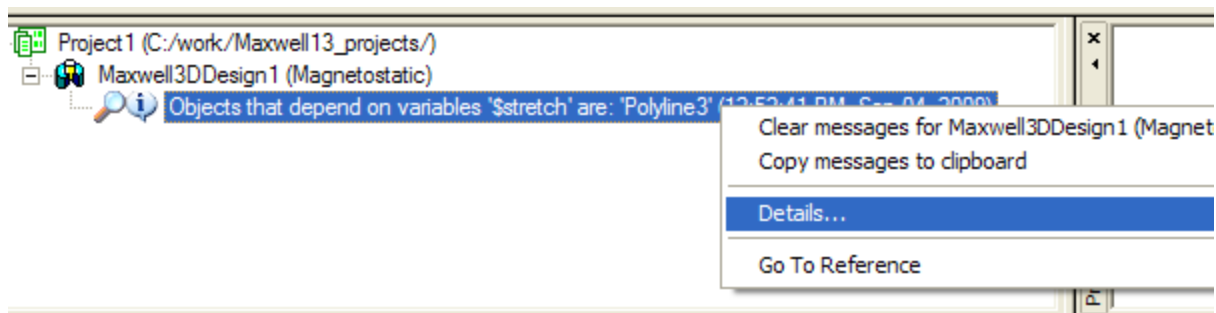 Project1 (C:/work/Maxwell13_projects/)
Maxwell3DDesign1 (Magnetostatic)
Objects that depend on variables '$stretch' are: 'Polyline3'
Clear messages for Maxwell3DDesign1 (Magnet
Copy messages to clipboard
Details...
Go To Reference
Pr